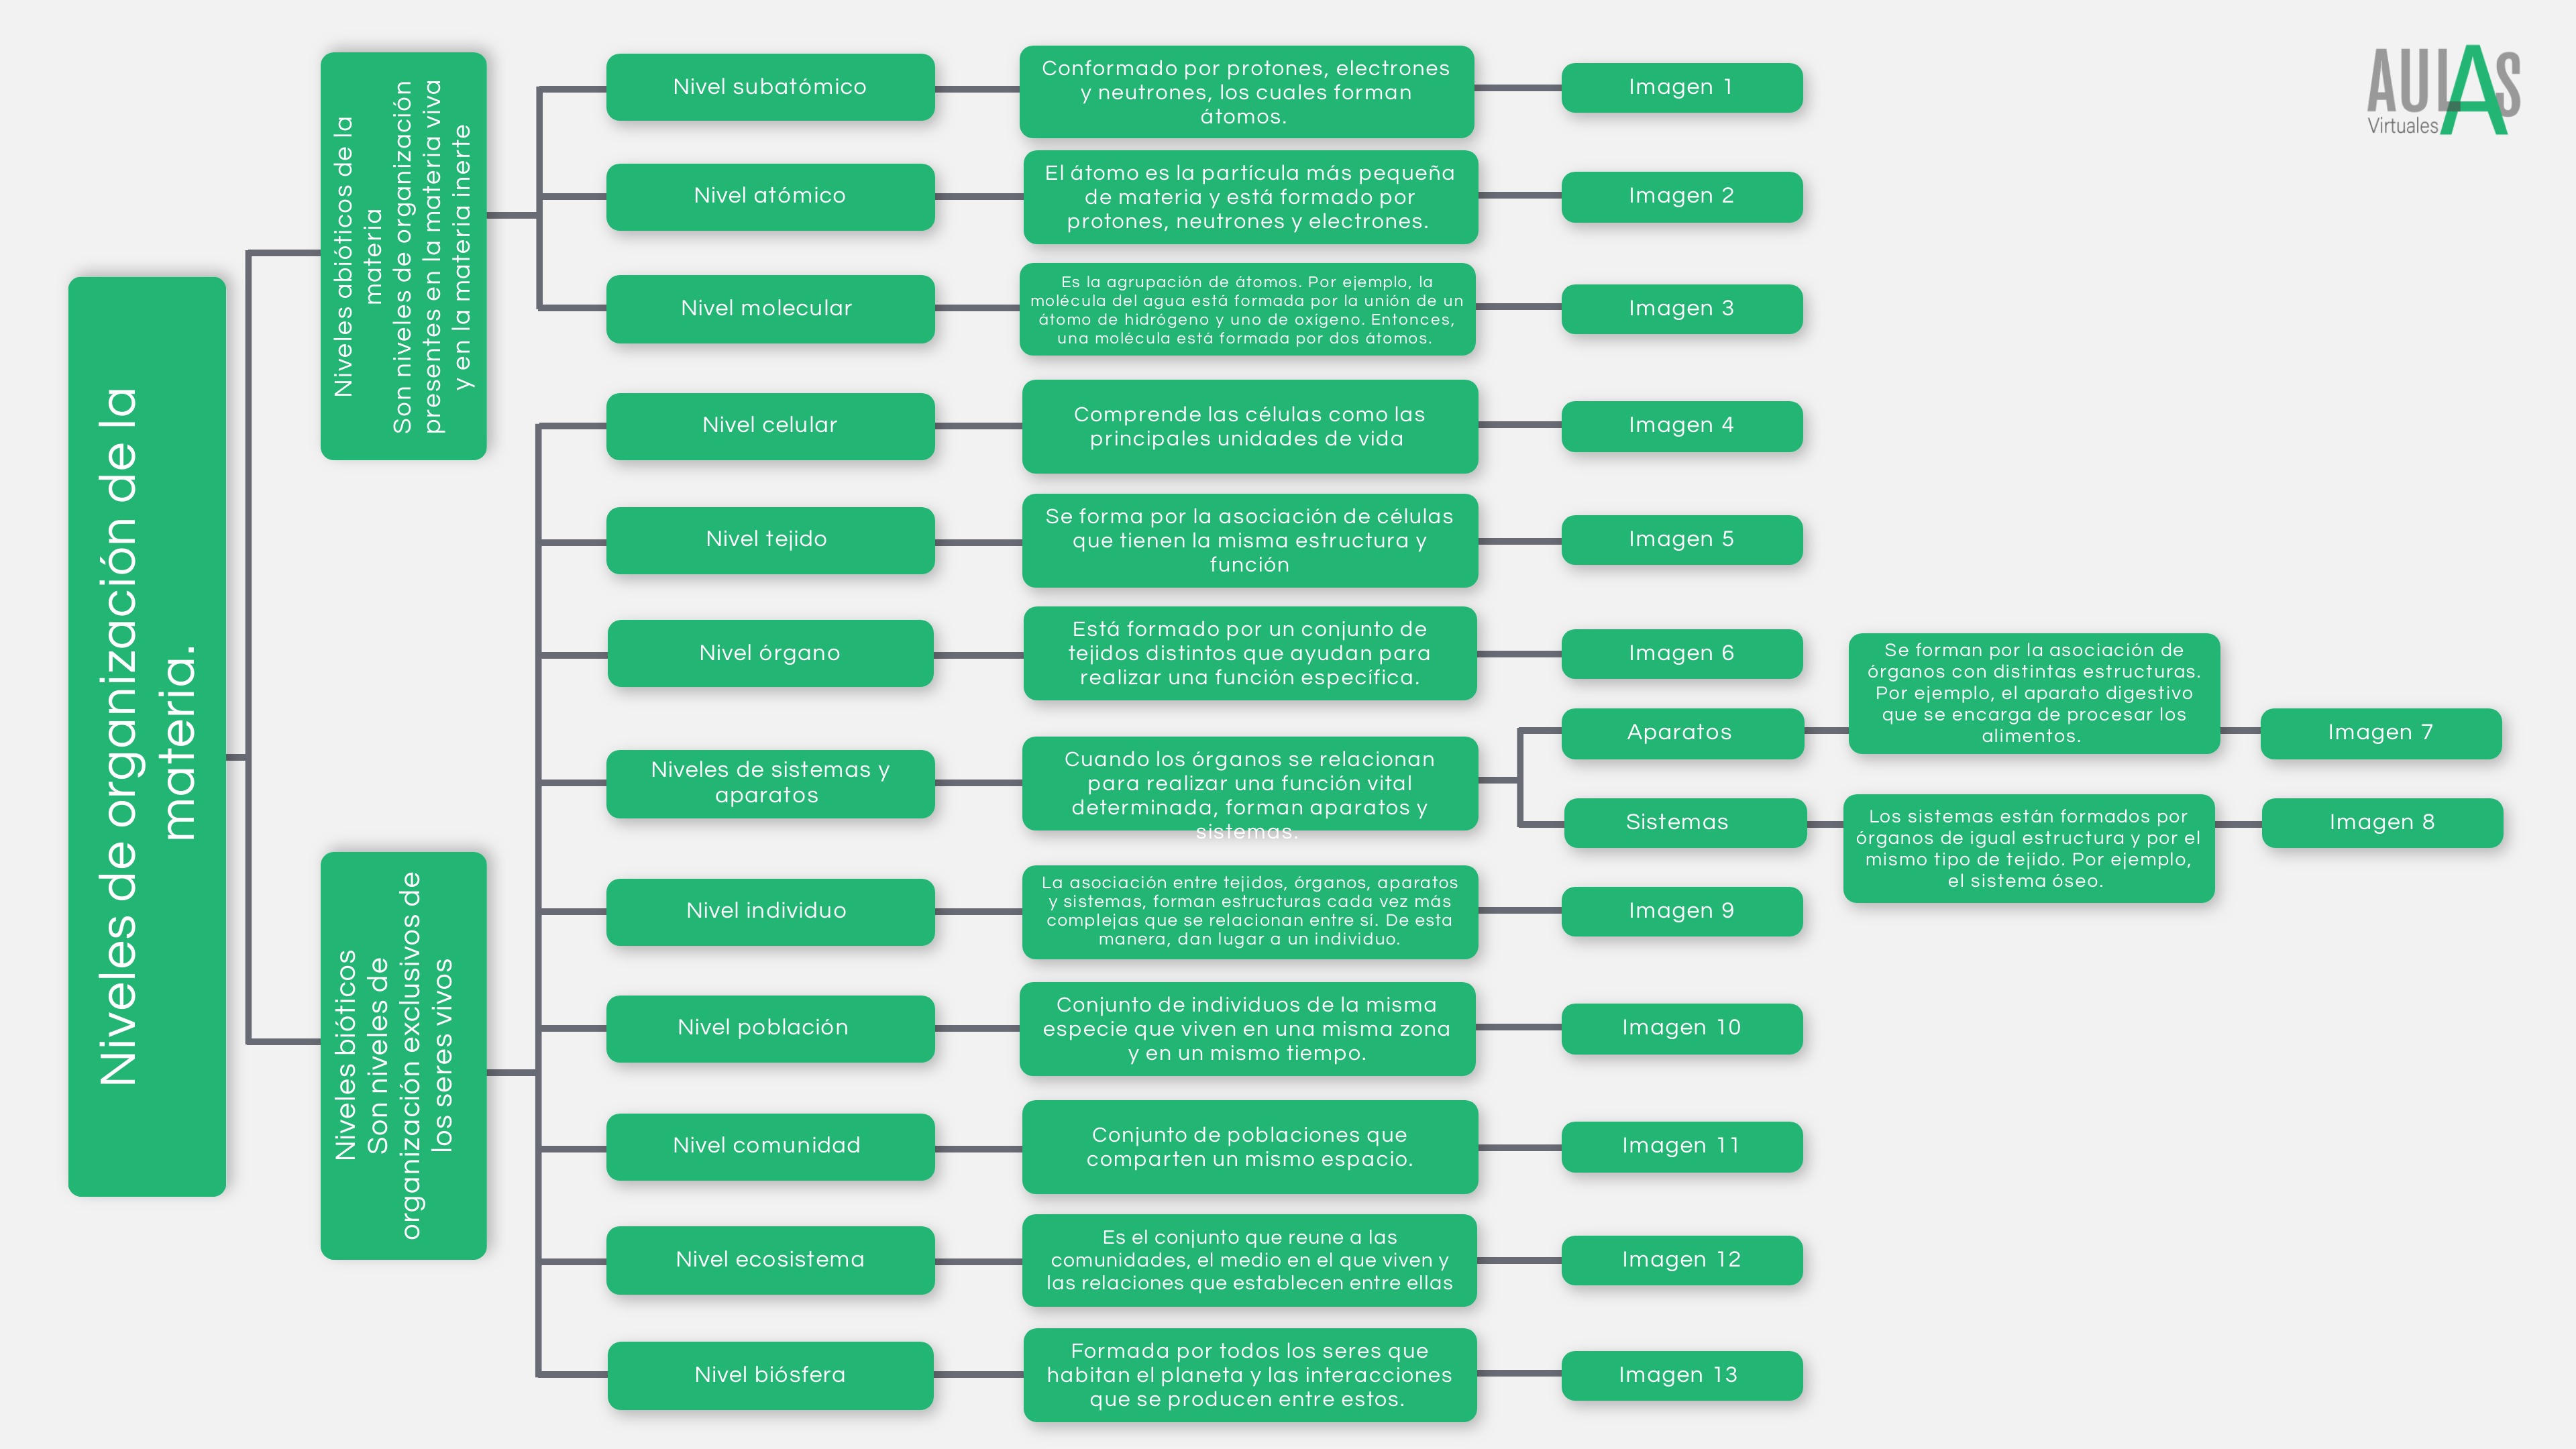 AULAS
Virtuales
Niveles de organización de la
materia.
Niveles abióticos de la
materia
Son niveles de organización
presentes en la materia viva
y en la materia inerte
Nivel subatómico
Conformado por protones, electrones
y neutrones, los cuales forman
átomos.
Imagen 1
Nivel atómico
El átomo es la partícula más pequeña
de materia y está formado por
protones, neutrones y electrones.
Imagen 2
Nivel molecular
Es la agrupación de átomos. Por ejemplo, la
molécula del agua está formada por la unión de un
átomo de hidrógeno y uno de oxígeno. Entonces,
una molécula está formada por dos átomos.
Imagen 3
Niveles bióticos
Son niveles de
organización exclusivos de
los seres vivos
Nivel celular
Comprende las células como las
principales unidades de vida
Imagen 4
Nivel tejido
Se forma por la asociación de células
que tienen la misma estructura y
función
Imagen 5
Nivel órgano
Está formado por un conjunto de
tejidos distintos que ayudan para
realizar una función específica.
Imagen 6
Niveles de sistemas y
aparatos
Cuando los órganos se relacionan
para realizar una función vital
determinada, forman aparatos y
sistemas.
Aparatos
Se forman por la asociación de
órganos con distintas estructuras.
Por ejemplo, el aparato digestivo
que se encarga de procesar los
alimentos.
Imagen 7
Sistemas
Los sistemas están formados por
órganos de igual estructura y por el
mismo tipo de tejido. Por ejemplo,
el sistema óseo.
Imagen 8
Nivel individuo
La asociación entre tejidos, órganos, aparatos
y sistemas, forman estructuras cada vez más
complejas que se relacionan entre sí. De esta
manera, dan lugar a un individuo.
Imagen 9
Nivel población
Conjunto de individuos de la misma
especie que viven en una misma zona
y en un mismo tiempo.
Imagen 10
Nivel comunidad
Conjunto de poblaciones que
comparten un mismo espacio.
Imagen 11
Nivel ecosistema
Es el conjunto que reune a las
comunidades, el medio en el que viven y
las relaciones que establecen entre ellas
Imagen 12
Nivel biósfera
Formada por todos los seres que
habitan el planeta y las interacciones
que se producen entre estos.
Imagen 13